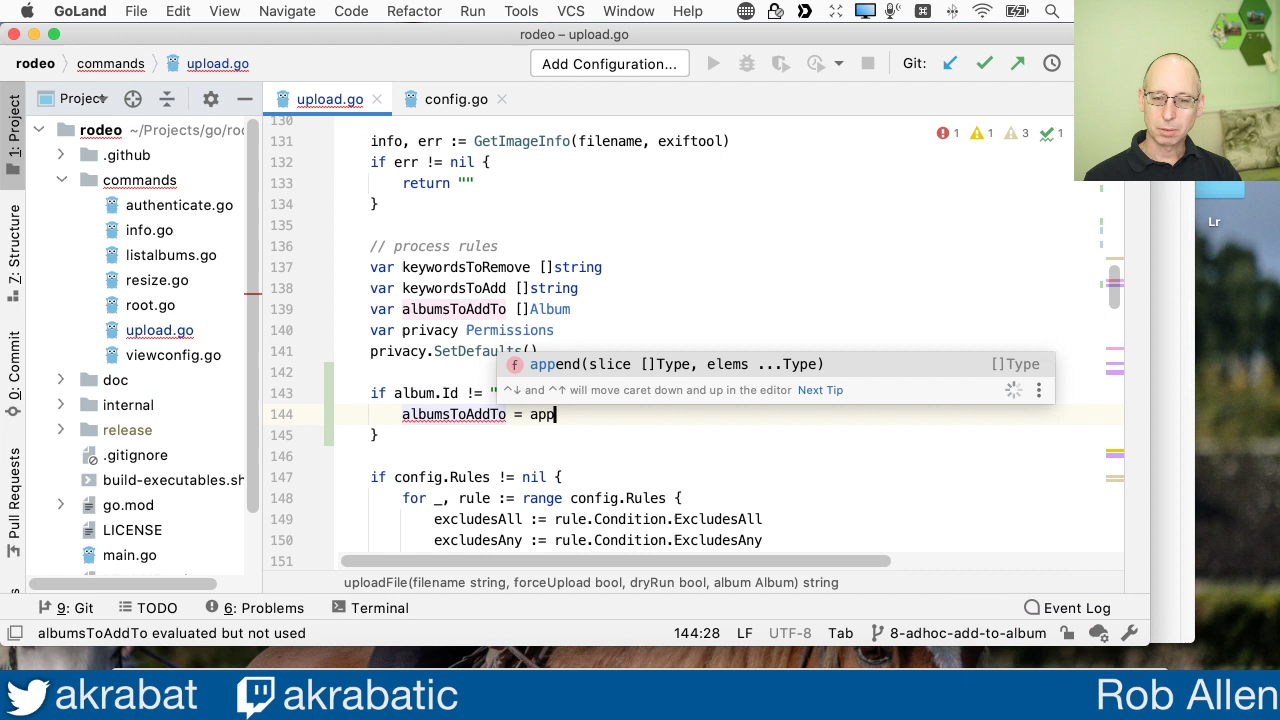 GoLand File Edit View Navigate Code Refactor Run Tools VCS Window Help
rodeo – upload.go
rodeo commands upload.go Add Configuration... Git:
1: Project
7: Structure
0: Commit
Pull Requests
Project
rodeo ~/Projects/go/roc
.github
commands
authenticate.go
info.go
listalbums.go
resize.go
root.go
upload.go
viewconfig.go
doc
internal
release
.gitignore
build-executables.sh
go.mod
LICENSE
main.go
upload.go config.go
1 1 3 1
130
131 info, err := GetImageInfo(filename, exiftool)
132 if err != nil {
133 return ""
134 }
135
136 // process rules
137 var keywordsToRemove []string
138 var keywordsToAdd []string
139 var albumsToAddTo []Album
140 var privacy Permissions
141 privacy.SetDefaults()
142
143 if album.Id != "
144 albumsToAddTo = app
145 }
146
147 if config.Rules != nil {
148 for _, rule := range config.Rules {
149 excludesAll := rule.Condition.ExcludesAll
150 excludesAny := rule.Condition.ExcludesAny
151
f append(slice []Type, elems ...Type) []Type
^↓ and ^↑ will move caret down and up in the editor Next Tip
uploadFile(filename string, forceUpload bool, dryRun bool, album Album) string
9: Git TODO 6: Problems Terminal Event Log
albumsToAddTo evaluated but not used 144:28 LF UTF-8 Tab 8-adhoc-add-to-album
Lr
akrabat akrabatic Rob Allen